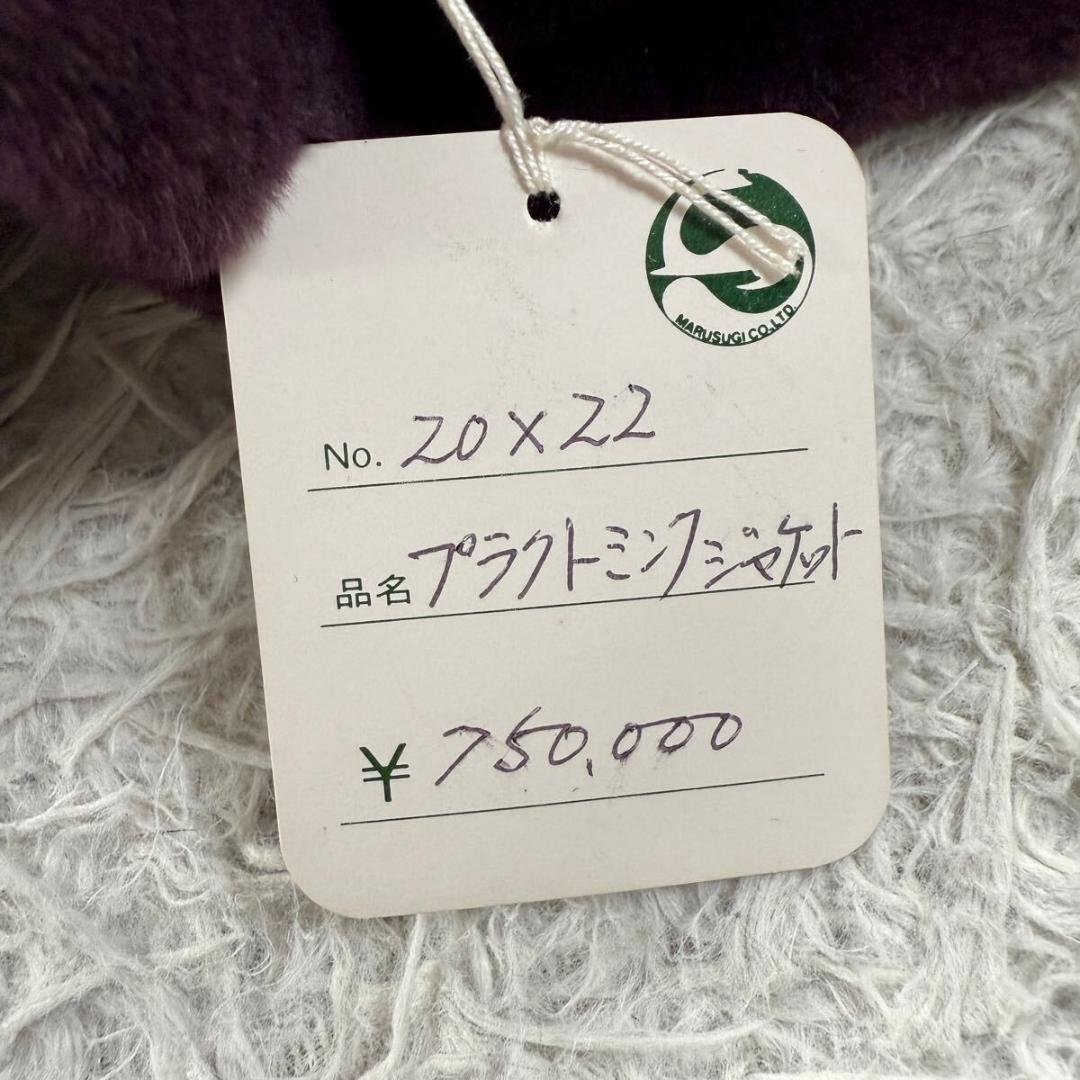 MARUSUGI CO.,LTD.
No. 20×22
品名 プラクトミンクジャケット
¥ 750,000